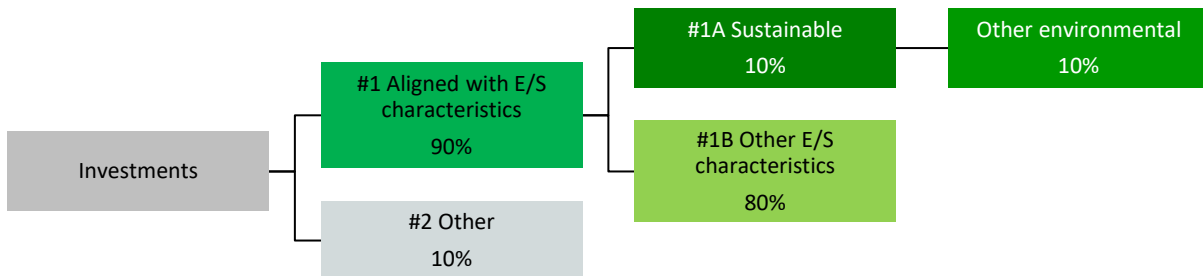 Investments
#1 Aligned with E/S
characteristics
90%
#2 Other
10%
#1A Sustainable
10%
#1B Other E/S
characteristics
80%
Other environmental
10%